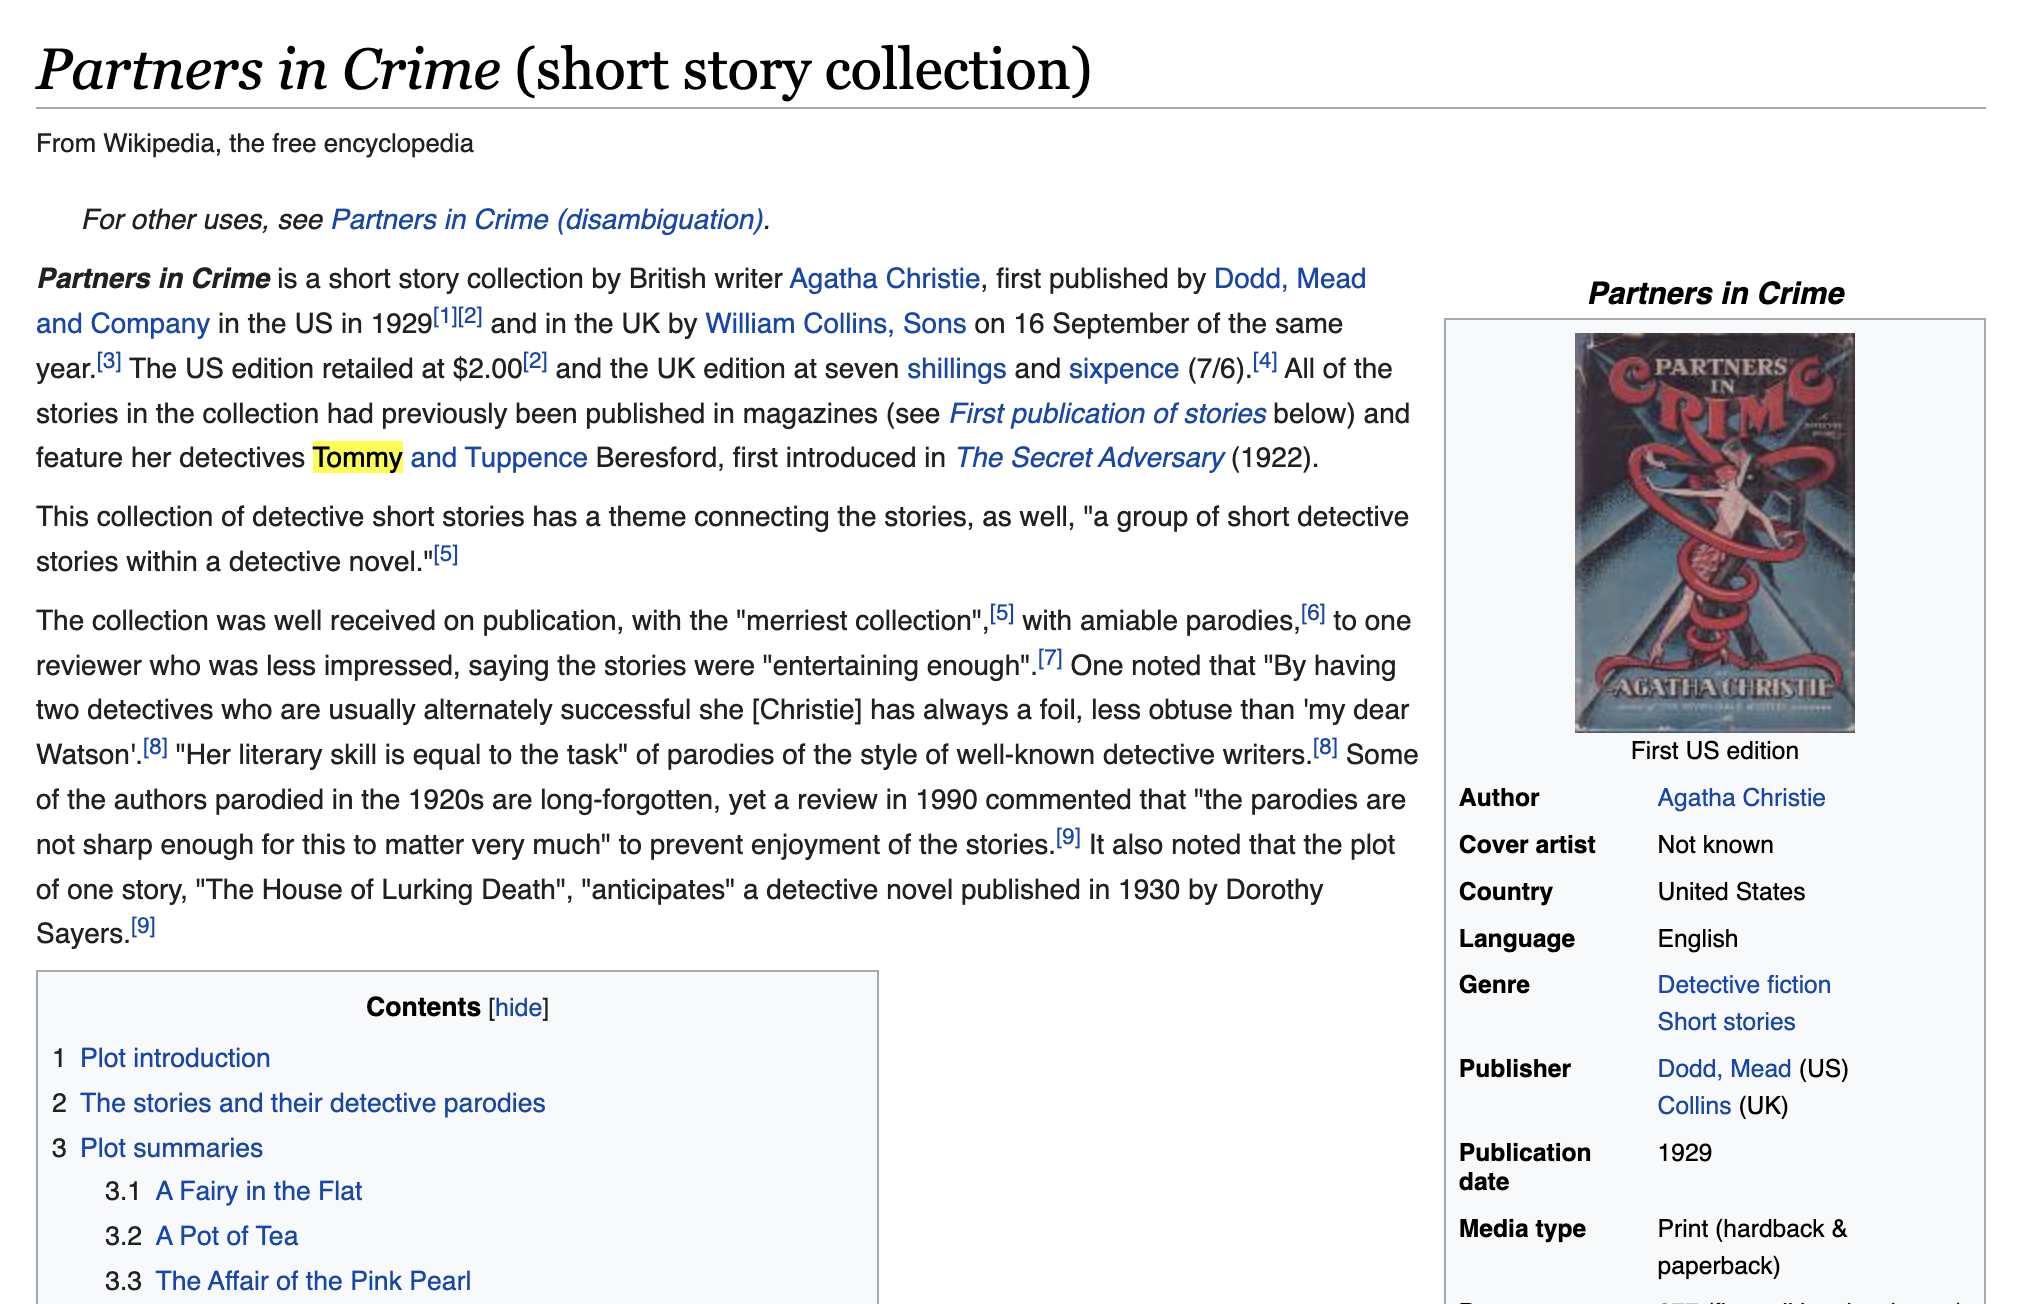 Partners in Crime (short story collection)
From Wikipedia, the free encyclopedia
For other uses, see Partners in Crime (disambiguation).
Partners in Crime is a short story collection by British writer Agatha Christie, first published by Dodd, Mead
and Company in the US in 1929[1][2] and in the UK by William Collins, Sons on 16 September of the same
year.[3] The US edition retailed at $2.00[2] and the UK edition at seven shillings and sixpence (7/6).[4] All of the
stories in the collection had previously been published in magazines (see First publication of stories below) and
feature her detectives Tommy and Tuppence Beresford, first introduced in The Secret Adversary (1922).
This collection of detective short stories has a theme connecting the stories, as well, "a group of short detective
stories within a detective novel."[5]
The collection was well received on publication, with the "merriest collection",[5] with amiable parodies,[6] to one
reviewer who was less impressed, saying the stories were "entertaining enough".[7] One noted that "By having
two detectives who are usually alternately successful she [Christie] has always a foil, less obtuse than 'my dear
Watson'.[8] "Her literary skill is equal to the task" of parodies of the style of well-known detective writers.[8] Some
of the authors parodied in the 1920s are long-forgotten, yet a review in 1990 commented that "the parodies are
not sharp enough for this to matter very much" to prevent enjoyment of the stories.[9] It also noted that the plot
of one story, "The House of Lurking Death", "anticipates" a detective novel published in 1930 by Dorothy
Sayers.[9]
Contents [hide]
1 Plot introduction
2 The stories and their detective parodies
3 Plot summaries
3.1 A Fairy in the Flat
3.2 A Pot of Tea
3.3 The Affair of the Pink Pearl
Partners in Crime
PARTNERS
IN
CRIME
AGATHA CHRISTIE
First US edition
Author Agatha Christie
Cover artist Not known
Country United States
Language English
Genre Detective fiction
Short stories
Publisher Dodd, Mead (US)
Collins (UK)
Publication 1929
date
Media type Print (hardback &
paperback)